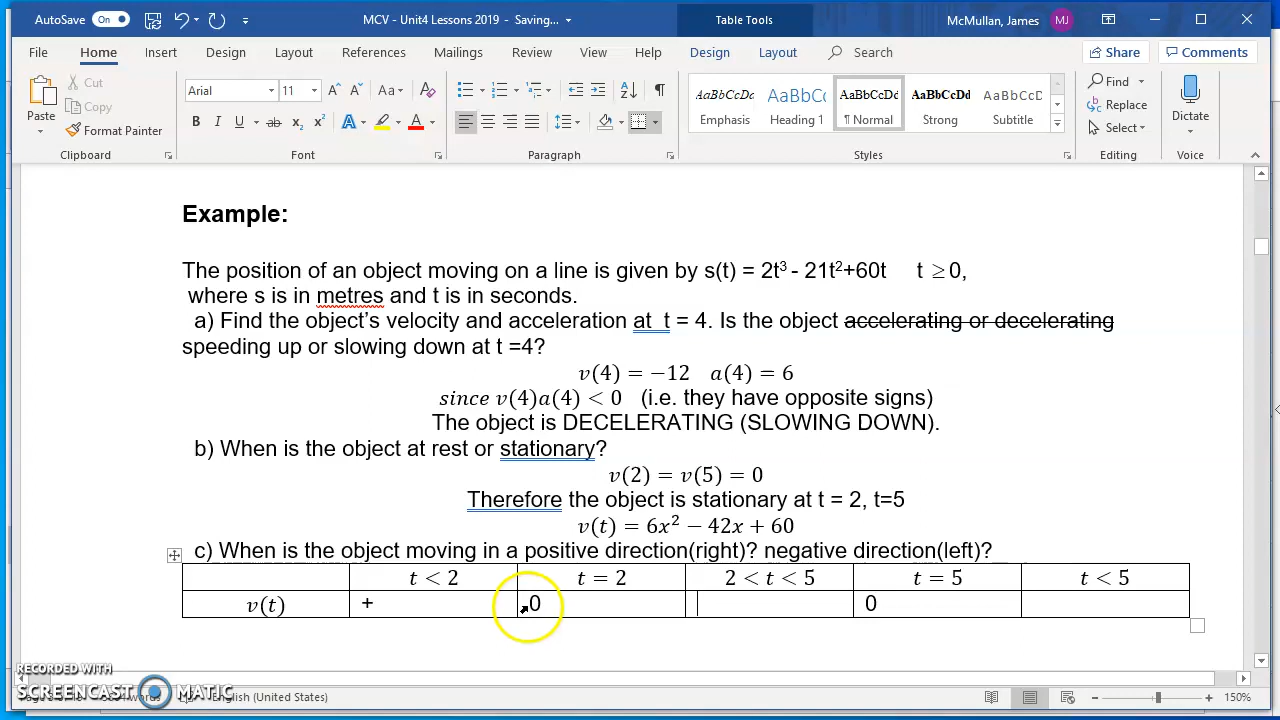 AutoSave On MCV - Unit4 Lessons 2019 - Saving... Table Tools McMullan, James MJ
File Home Insert Design Layout References Mailings Review View Help Design Layout Search Share Comments
Paste Cut Copy Format Painter Arial 11 Aa A
B I U ab x₂ x² A A
AaBbCcDd Emphasis AaBbCc Heading 1 AaBbCcDd ¶ Normal AaBbCcDd Strong AaBbCcDd Subtitle
Find Replace Select Dictate
Clipboard Font Paragraph Styles Editing Voice
Example:
The position of an object moving on a line is given by s(t) = 2t³ - 21t²+60t t ≥0,
where s is in metres and t is in seconds.
a) Find the object’s velocity and acceleration at t = 4. Is the object accelerating or decelerating
speeding up or slowing down at t =4?
v(4) = −12 a(4) = 6
since v(4)a(4) < 0 (i.e. they have opposite signs)
The object is DECELERATING (SLOWING DOWN).
b) When is the object at rest or stationary?
v(2) = v(5) = 0
Therefore the object is stationary at t = 2, t=5
v(t) = 6x² − 42x + 60
c) When is the object moving in a positive direction(right)? negative direction(left)?
t < 2 t = 2 2 < t < 5 t = 5 t < 5
v(t) + 0 0
RECORDED WITH
SCREENCAST MATIC
English (United States) 150%